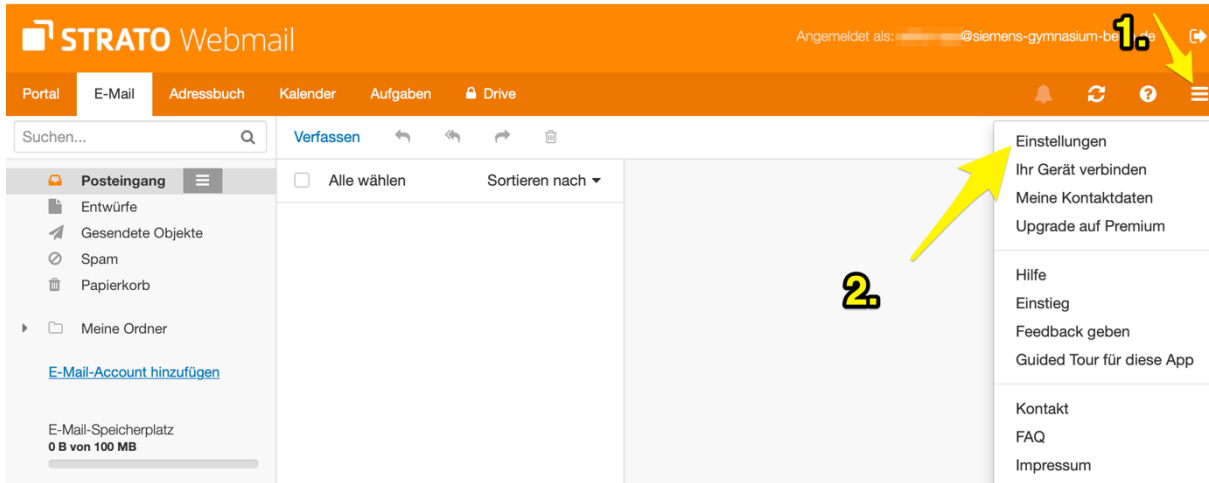 STRATO Webmail
Angemeldet als: @siemens-gymnasium-be
1.
Portal E-Mail Adressbuch Kalender Aufgaben Drive
Suchen...
Verfassen
Posteingang
Entwürfe
Gesendete Objekte
Spam
Papierkorb
Meine Ordner
E-Mail-Account hinzufügen
E-Mail-Speicherplatz
0 B von 100 MB
Alle wählen Sortieren nach
2.
Einstellungen
Ihr Gerät verbinden
Meine Kontaktdaten
Upgrade auf Premium
Hilfe
Einstieg
Feedback geben
Guided Tour für diese App
Kontakt
FAQ
Impressum